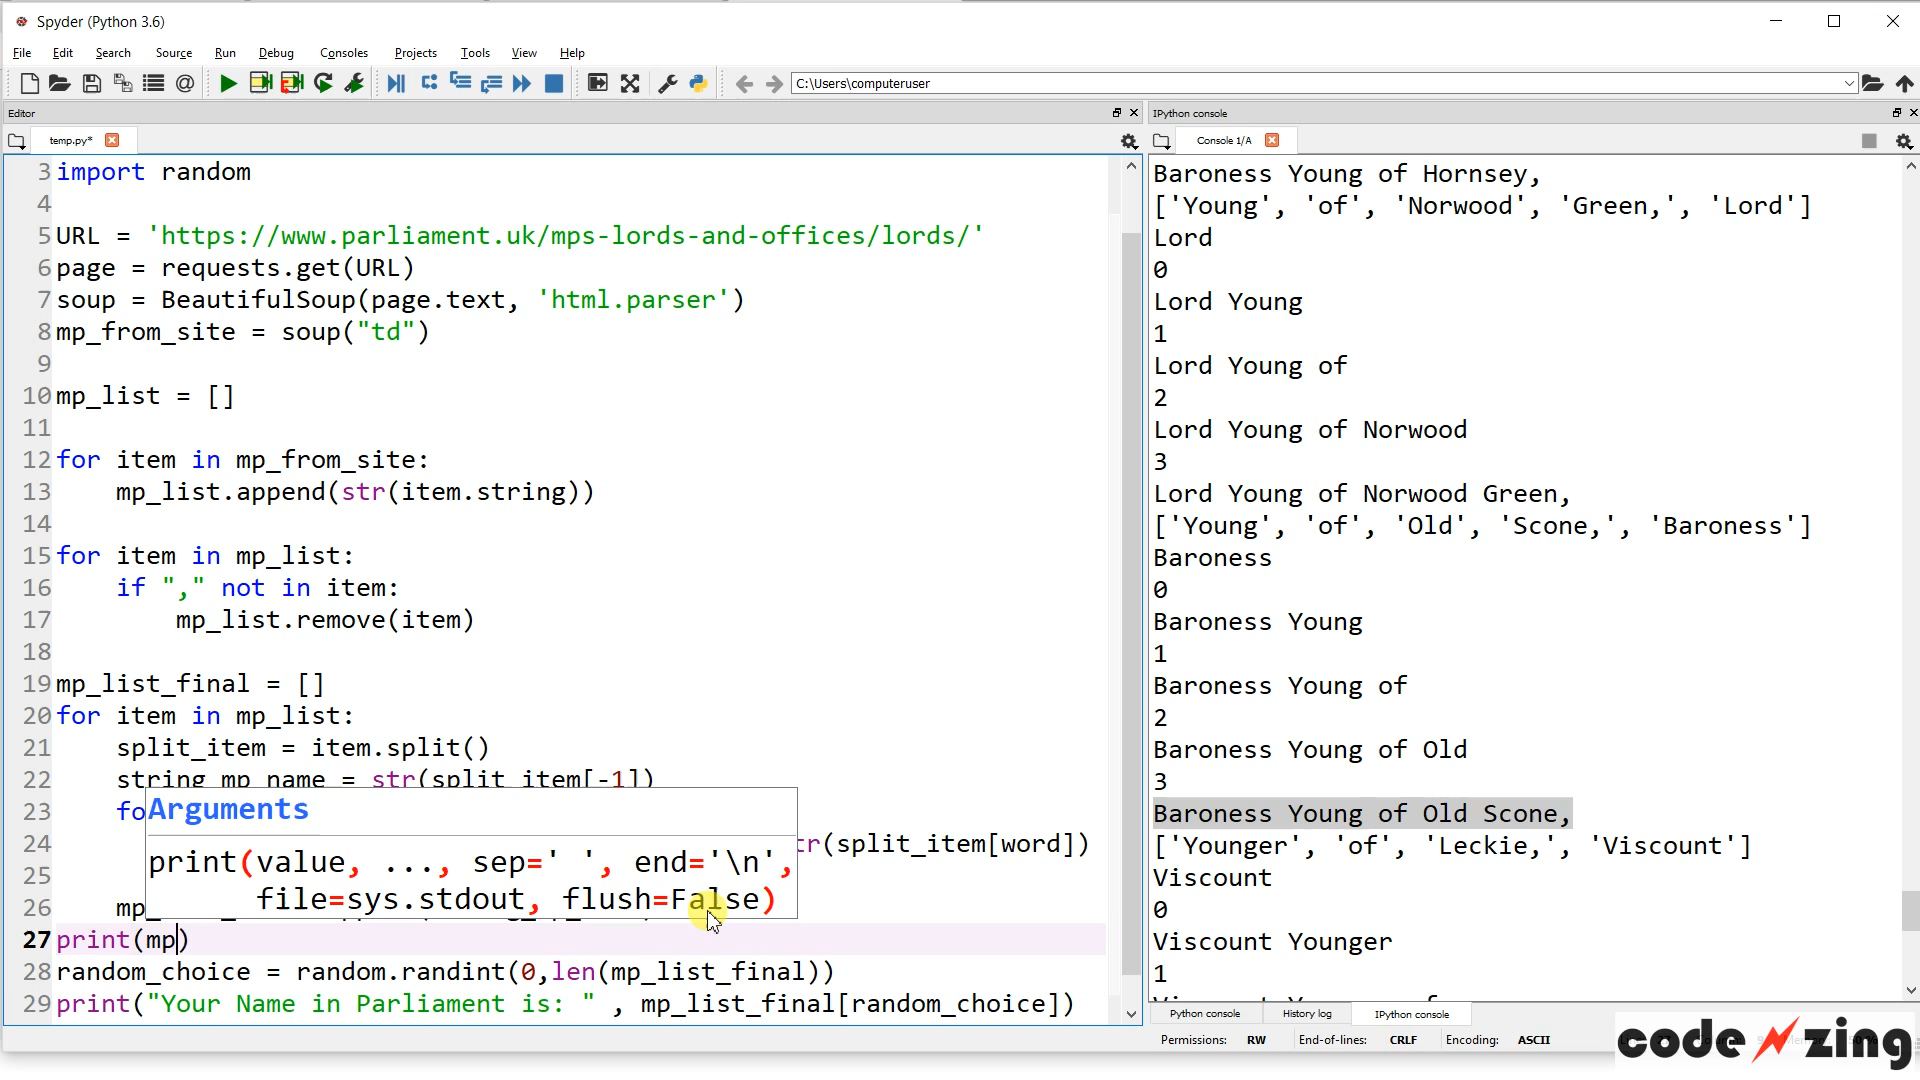 Spyder (Python 3.6)
File Edit Search Source Run Debug Consoles Projects Tools View Help
C:\Users\computeruser
Editor
temp.py*
3 import random
4
5 URL = 'https://www.parliament.uk/mps-lords-and-offices/lords/'
6 page = requests.get(URL)
7 soup = BeautifulSoup(page.text, 'html.parser')
8 mp_from_site = soup("td")
9
10 mp_list = []
11
12 for item in mp_from_site:
13 mp_list.append(str(item.string))
14
15 for item in mp_list:
16 if "," not in item:
17 mp_list.remove(item)
18
19 mp_list_final = []
20 for item in mp_list:
21 split_item = item.split()
22 string_mp_name = str(split_item[-1])
23 fo
24 tr(split_item[word])
25
26 mp
Arguments
print(value, ..., sep=' ', end='\n',
file=sys.stdout, flush=False)
27 print(mp)
28 random_choice = random.randint(0,len(mp_list_final))
29 print("Your Name in Parliament is: " , mp_list_final[random_choice])
IPython console
Console 1/A
Baroness Young of Hornsey,
['Young', 'of', 'Norwood', 'Green,', 'Lord']
Lord
0
Lord Young
1
Lord Young of
2
Lord Young of Norwood
3
Lord Young of Norwood Green,
['Young', 'of', 'Old', 'Scone,', 'Baroness']
Baroness
0
Baroness Young
1
Baroness Young of
2
Baroness Young of Old
3
Baroness Young of Old Scone,
['Younger', 'of', 'Leckie,', 'Viscount']
Viscount
0
Viscount Younger
1
Python console History log IPython console
Permissions: RW End-of-lines: CRLF Encoding: ASCII
code zing